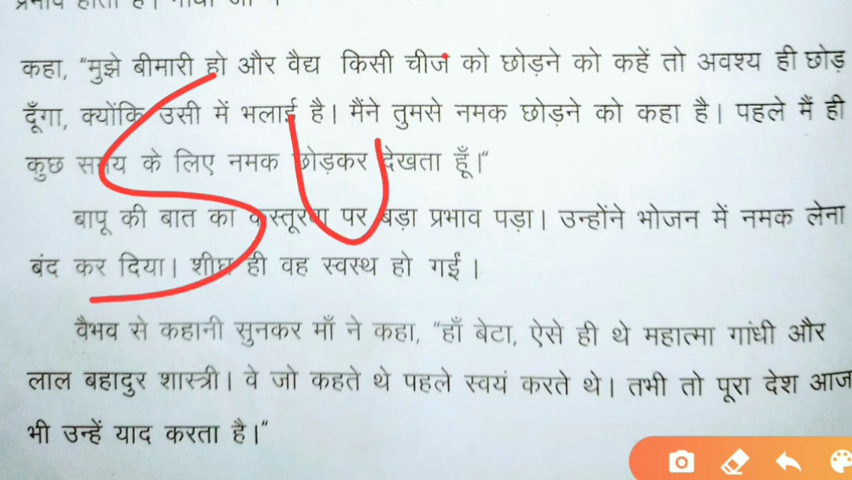 कहा, “मुझे बीमारी हो और वैद्य किसी चीज को छोड़ने को कहें तो अवश्य ही छोड़
दूँगा, क्योंकि उसी में भलाई है। मैंने तुमसे नमक छोड़ने को कहा है। पहले मैं ही
कुछ समय के लिए नमक छोड़कर देखता हूँ।“
बापू की बात का कस्तूरबा पर बड़ा प्रभाव पड़ा। उन्होंने भोजन में नमक लेना
बंद कर दिया। शीघ्र ही वह स्वस्थ हो गईं ।
वैभव से कहानी सुनकर माँ ने कहा, “हाँ बेटा, ऐसे ही थे महात्मा गांधी और
लाल बहादुर शास्त्री। वे जो कहते थे पहले स्वयं करते थे। तभी तो पूरा देश आज
भी उन्हें याद करता है।“
SU